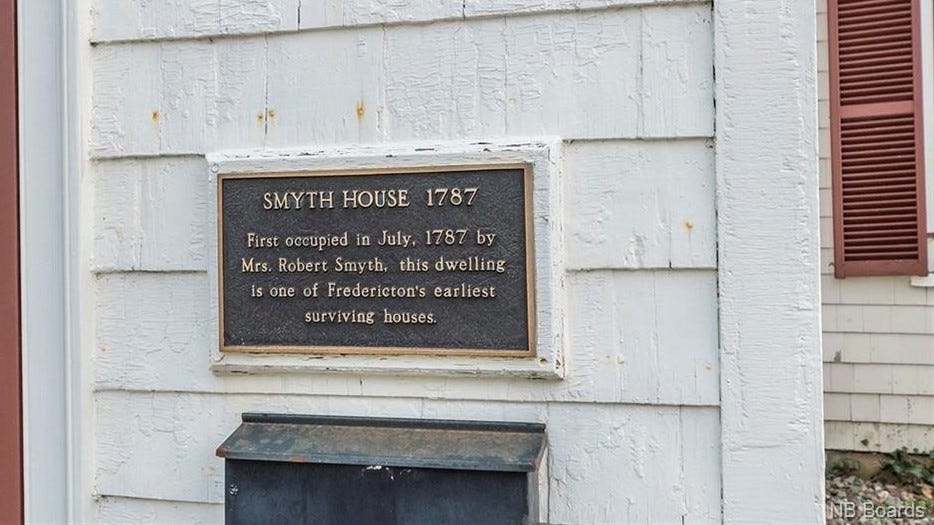 SMYTH HOUSE 1787
First occupied in July, 1787 by
Mrs. Robert Smyth, this dwelling
is one of Fredericton's earliest
surviving houses.
NB Boards